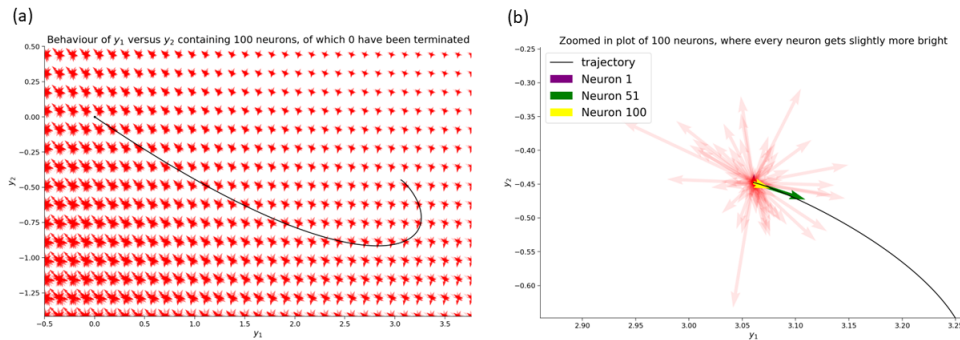 (a)
Behaviour of y₁ versus y₂ containing 100 neurons, of which 0 have been terminated
0.50
0.25
0.00
−0.25
−0.50
−0.75
−1.00
−1.25
y₂
−0.5
0.0
0.5
1.0
1.5
2.0
2.5
3.0
3.5
y₁
(b)
Zoomed in plot of 100 neurons, where every neuron gets slightly more bright
trajectory
Neuron 1
Neuron 51
Neuron 100
−0.25
−0.30
−0.35
−0.40
−0.45
−0.50
−0.55
−0.60
y₂
2.90
2.95
3.00
3.05
3.10
3.15
3.20
3.25
y₁